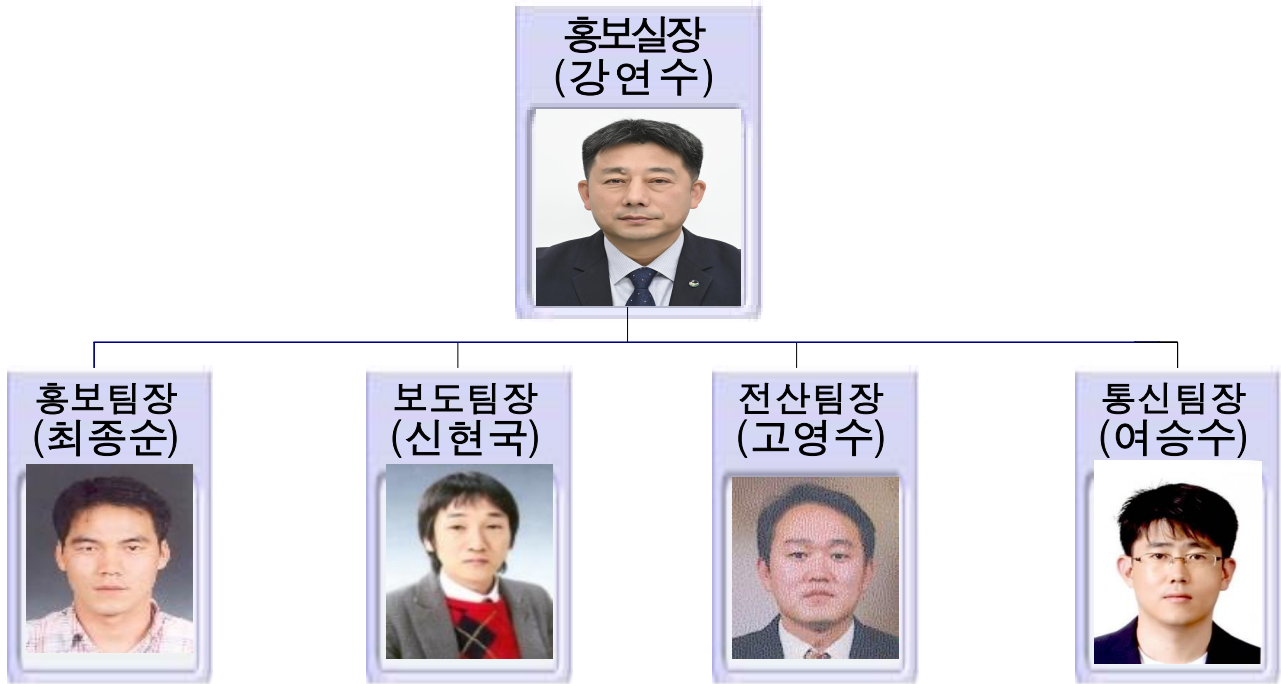 홍보실장
(강연수)
홍보팀장
(최종순)
보도팀장
(신현국)
전산팀장
(고영수)
통신팀장
(여승수)